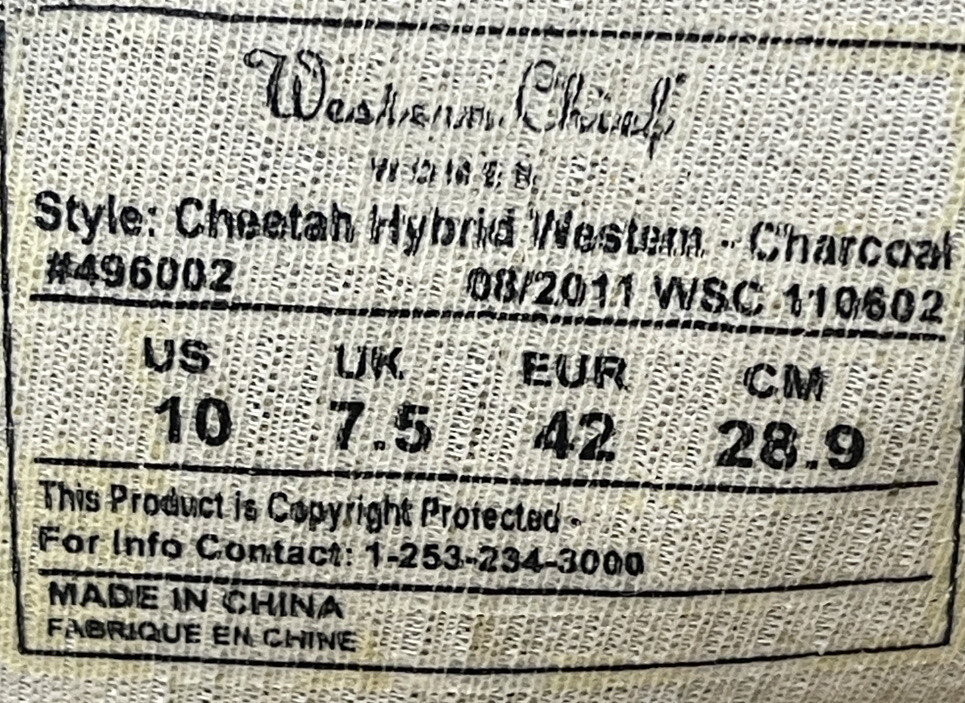 Western Chief
WOMEN
Style: Cheetah Hybrid Western - Charcoal
#496002 08/2011 WSC 110602
US UK EUR CM
10 7.5 42 28.9
This Product is Copyright Protected -
For Info Contact: 1-253-234-3000
MADE IN CHINA
FABRIQUE EN CHINE